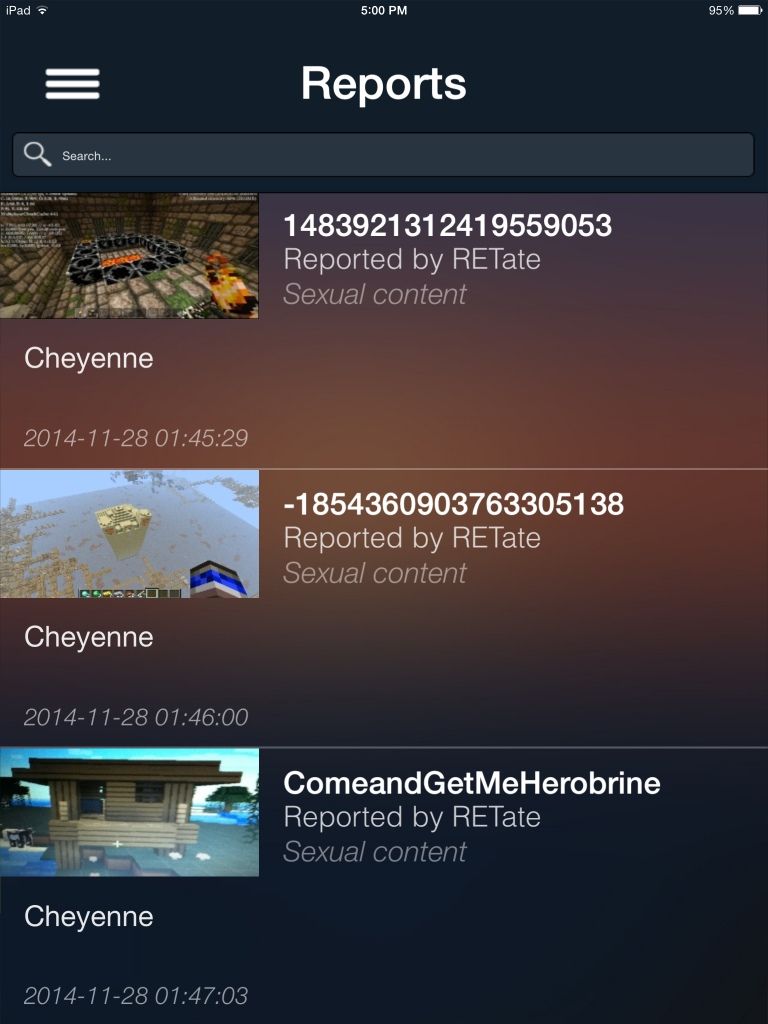 iPad
5:00 PM
95%
Reports
Search...
1483921312419559053
Reported by RETate
Sexual content
Cheyenne
2014-11-28 01:45:29
-1854360903763305138
Reported by RETate
Sexual content
Cheyenne
2014-11-28 01:46:00
ComeandGetMeHerobrine
Reported by RETate
Sexual content
Cheyenne
2014-11-28 01:47:03